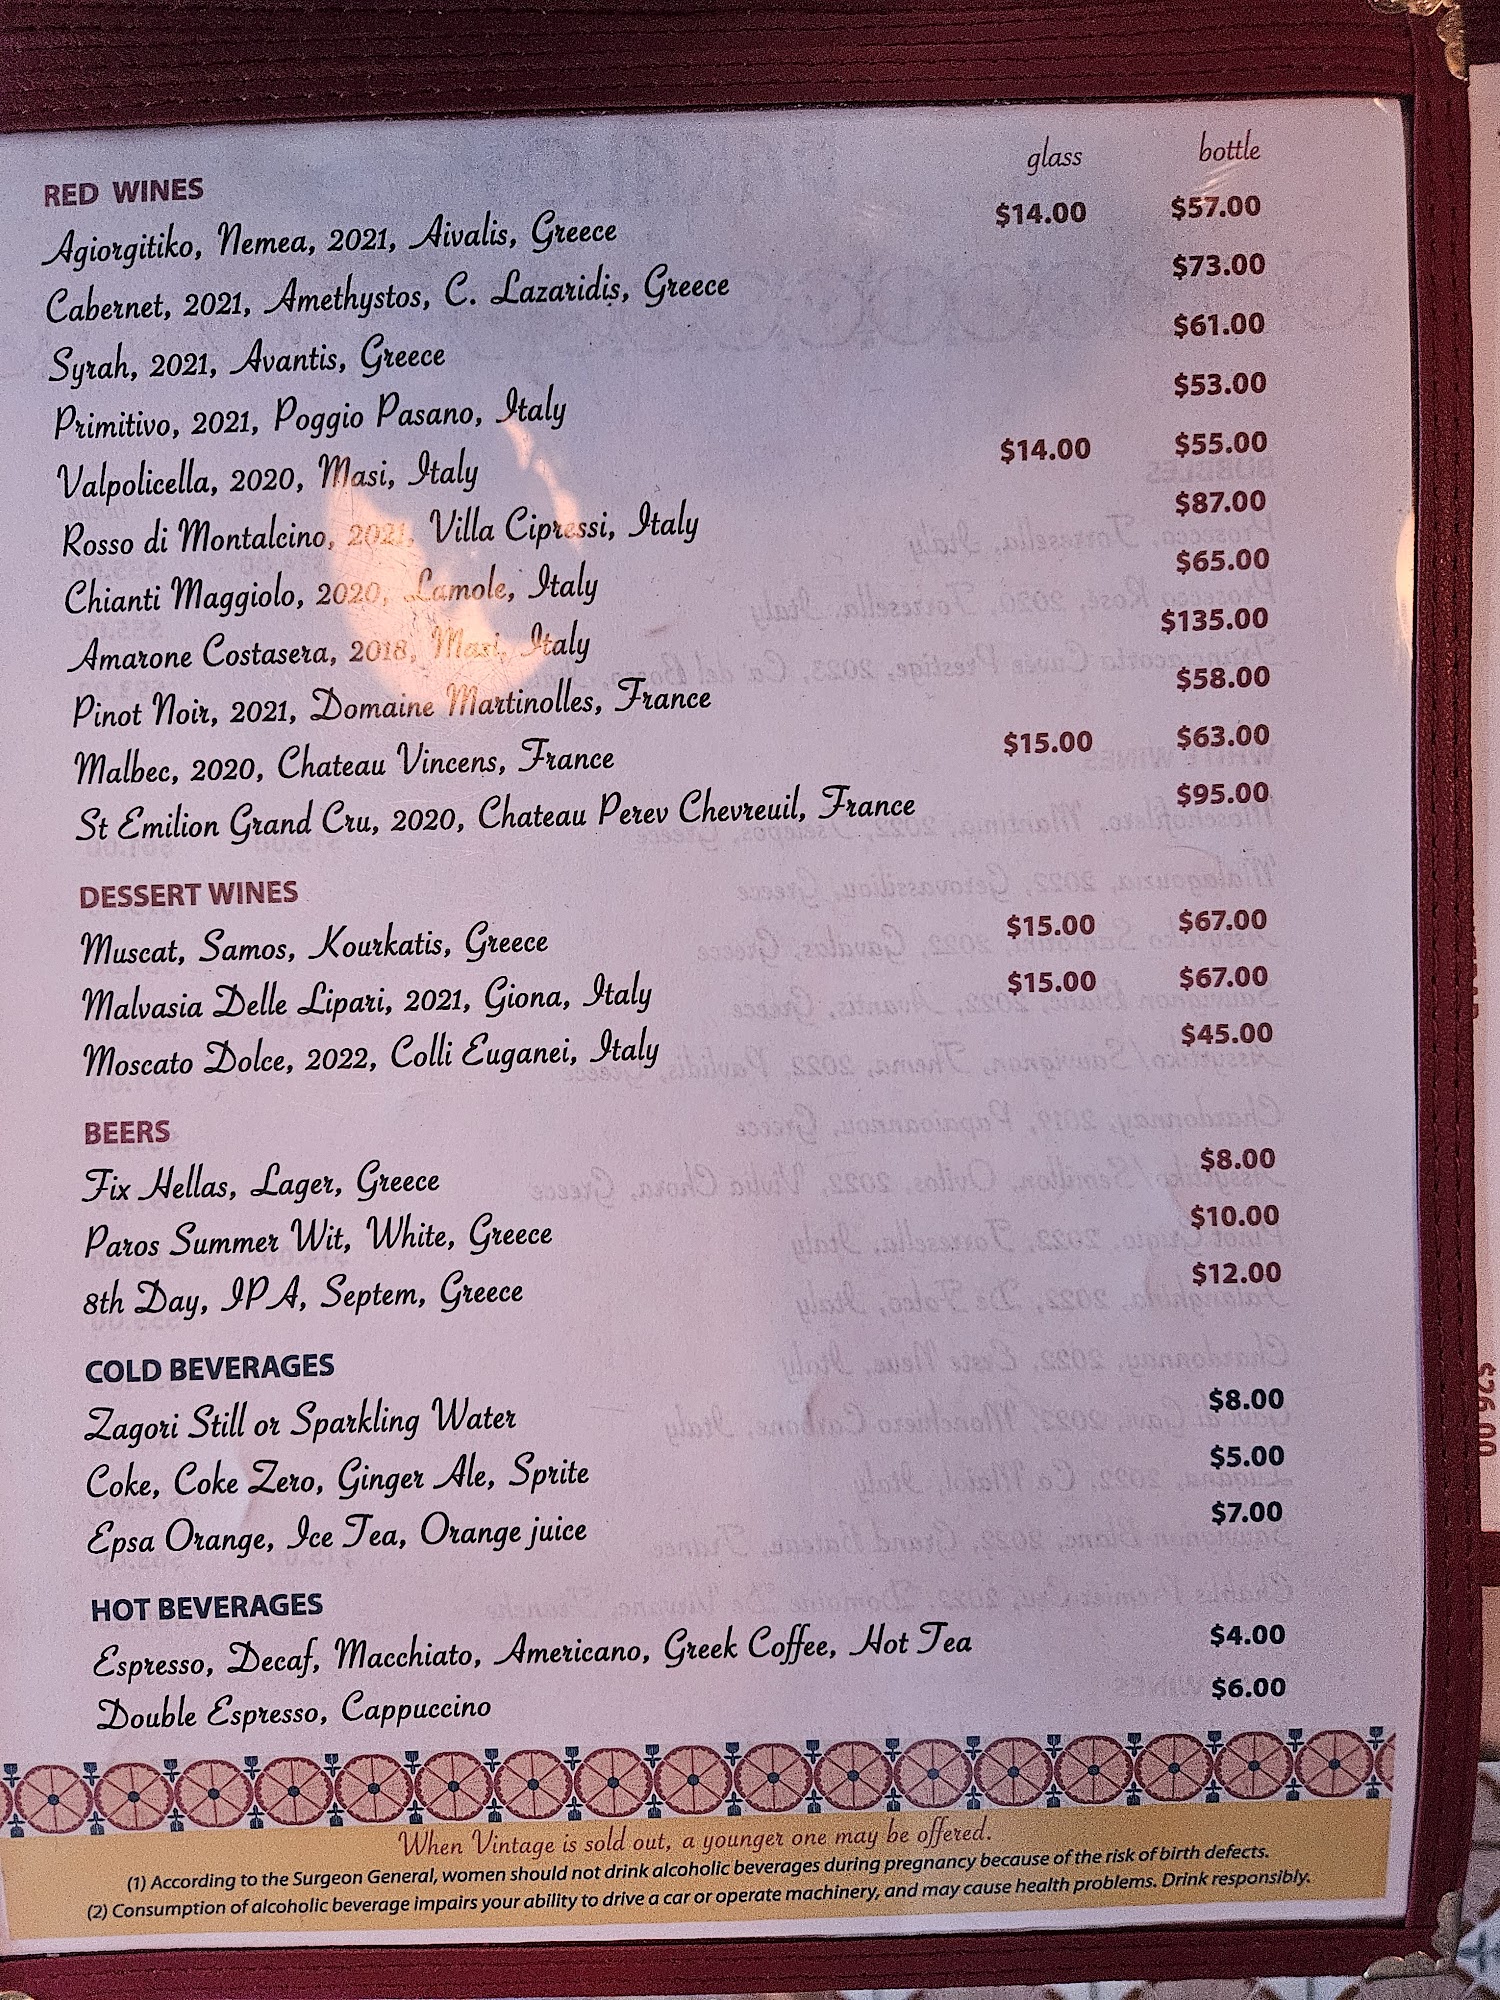 glass bottle
RED WINES
Agiorgitiko, Nemea, 2021, Aivalis, Greece $14.00 $57.00
Cabernet, 2021, Amethystos, C. Lazaridis, Greece $73.00
Syrah, 2021, Avantis, Greece $61.00
Primitivo, 2021, Poggio Pasano, Italy $53.00
Valpolicella, 2020, Masi, Italy $14.00 $55.00
Rosso di Montalcino, 2021, Villa Cipressi, Italy $87.00
Chianti Maggiolo, 2020, Lamole, Italy $65.00
Amarone Costasera, 2018, Masi, Italy $135.00
Pinot Noir, 2021, Domaine Martinolles, France $58.00
Malbec, 2020, Chateau Vincens, France $15.00 $63.00
St Emilion Grand Cru, 2020, Chateau Perev Chevreuil, France $95.00
DESSERT WINES
Muscat, Samos, Kourkatis, Greece $15.00 $67.00
Malvasia Delle Lipari, 2021, Giona, Italy $15.00 $67.00
Moscato Dolce, 2022, Colli Euganei, Italy $45.00
BEERS
Fix Hellas, Lager, Greece $8.00
Paros Summer Wit, White, Greece $10.00
8th Day, IPA, Septem, Greece $12.00
COLD BEVERAGES
Zagori Still or Sparkling Water $8.00
Coke, Coke Zero, Ginger Ale, Sprite $5.00
Epsa Orange, Ice Tea, Orange juice $7.00
HOT BEVERAGES
Espresso, Decaf, Macchiato, Americano, Greek Coffee, Hot Tea $4.00
Double Espresso, Cappuccino $6.00
When Vintage is sold out, a younger one may be offered.
(1) According to the Surgeon General, women should not drink alcoholic beverages during pregnancy because of the risk of birth defects.
(2) Consumption of alcoholic beverage impairs your ability to drive a car or operate machinery, and may cause health problems. Drink responsibly.